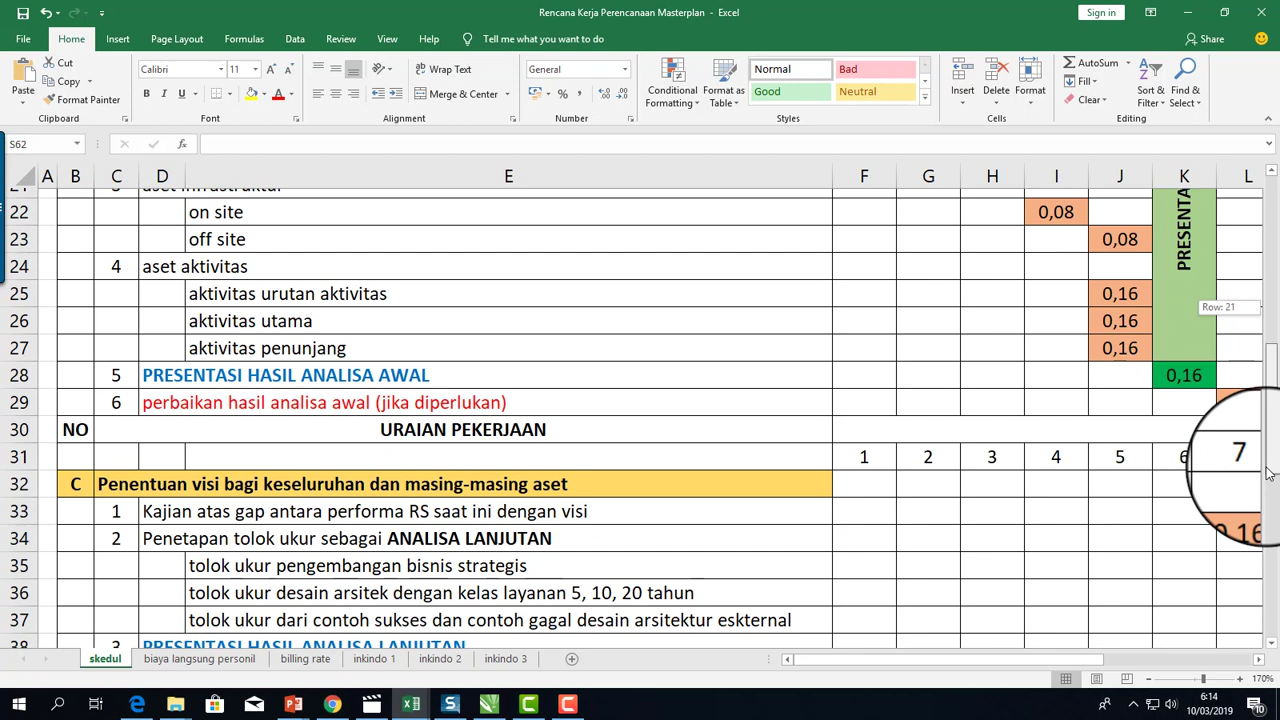 Rencana Kerja Perencanaan Masterplan - Excel
Sign in
File Home Insert Page Layout Formulas Data Review View Help Tell me what you want to do Share
Paste
Cut
Copy
Format Painter
Clipboard
Calibri 11
B I U
Font
Wrap Text
Merge & Center
Alignment
General
Number
Conditional Formatting
Format as Table
Normal Bad
Good Neutral
Styles
Insert Delete Format
Cells
AutoSum
Fill
Clear
Sort & Filter
Find & Select
Editing
S62
fx
A B C D E F G H I J K L
22 on site 0,08
23 off site 0,08
24 4 aset aktivitas
25 aktivitas urutan aktivitas 0,16
26 aktivitas utama 0,16
27 aktivitas penunjang 0,16
28 5 PRESENTASI HASIL ANALISA AWAL 0,16
29 6 perbaikan hasil analisa awal (jika diperlukan)
30 NO URAIAN PEKERJAAN
31 1 2 3 4 5 6 7
32 C Penentuan visi bagi keseluruhan dan masing-masing aset
33 1 Kajian atas gap antara performa RS saat ini dengan visi
34 2 Penetapan tolok ukur sebagai ANALISA LANJUTAN
35 tolok ukur pengembangan bisnis strategis
36 tolok ukur desain arsitek dengan kelas layanan 5, 10, 20 tahun
37 tolok ukur dari contoh sukses dan contoh gagal desain arsitektur eskternal
PRESENTASI HASIL ANALISA LANJUTAN
PRESENTA
Row: 21
0,16
skedul biaya langsung personil billing rate inkindo 1 inkindo 2 inkindo 3
170%
6:14
10/03/2019
10